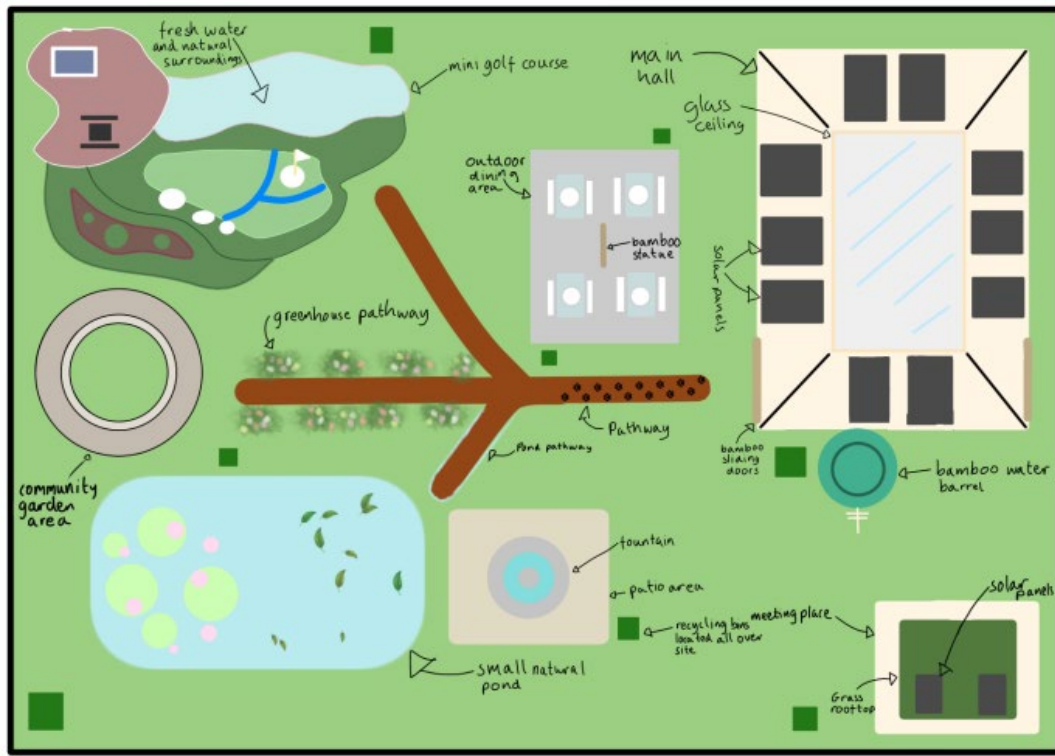 fresh water
and natural
surroundings
mini golf course
main
hall
glass
ceiling
outdoor
dining
area
bamboo
statue
solar
panels
greenhouse pathway
Pathway
Pond pathway
bamboo
sliding
doors
bamboo water
barrel
community
garden
area
fountain
patio area
recycling bins
located all over
site
meeting place
solar
panels
Grass
rooftop
small natural
pond